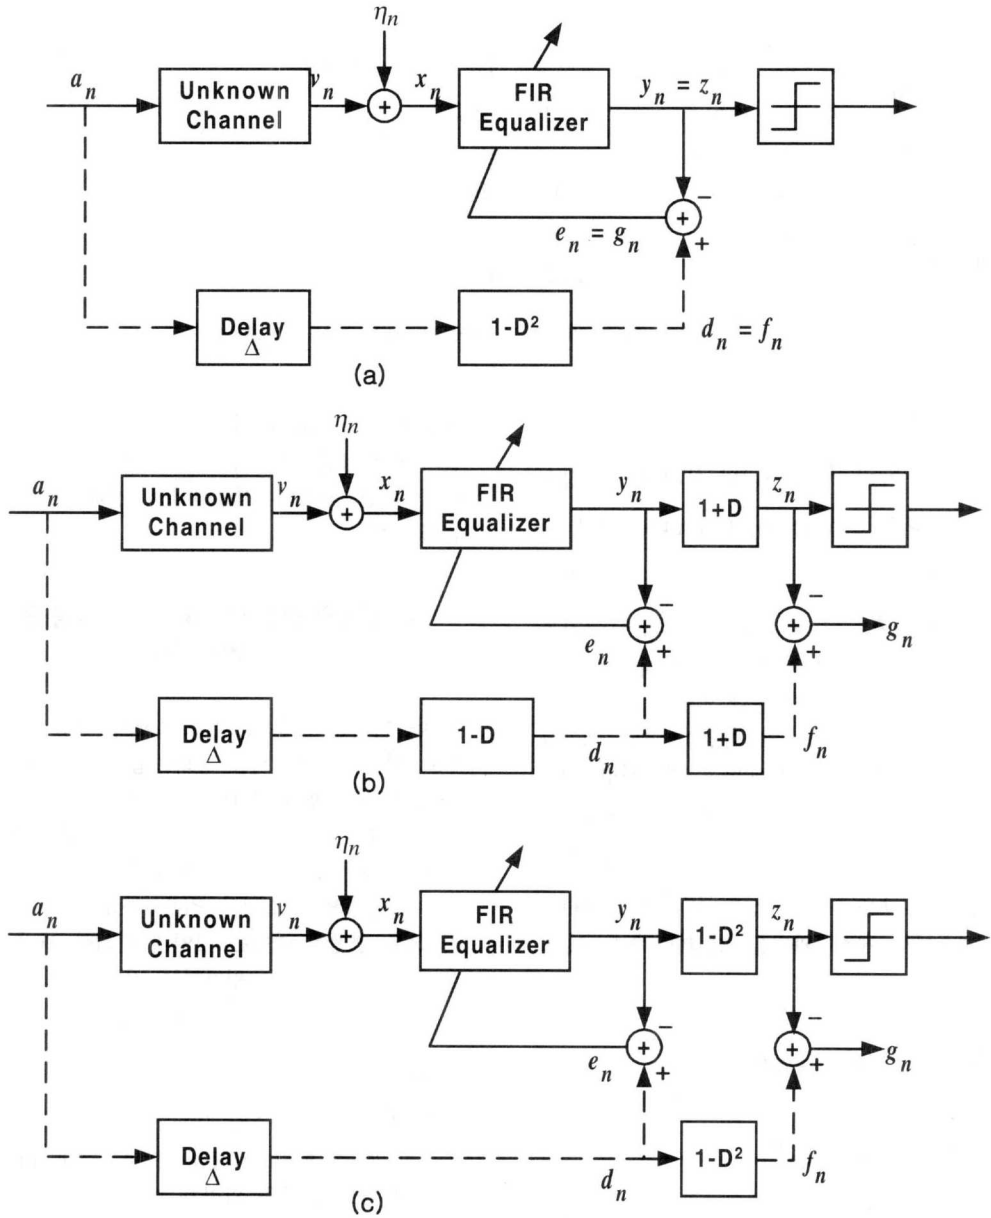 η_n
a_n
Unknown Channel
v_n
+
x_n
FIR Equalizer
y_n = z_n
−
+
e_n = g_n
+
Delay Δ
1-D²
d_n = f_n
(a)
η_n
a_n
Unknown Channel
v_n
+
x_n
FIR Equalizer
y_n
1+D
z_n
−
−
+
+
g_n
e_n
+
+
Delay Δ
1-D
d_n
1+D
f_n
(b)
η_n
a_n
Unknown Channel
v_n
+
x_n
FIR Equalizer
y_n
1-D²
z_n
−
−
+
+
g_n
e_n
+
+
Delay Δ
d_n
1-D²
f_n
(c)